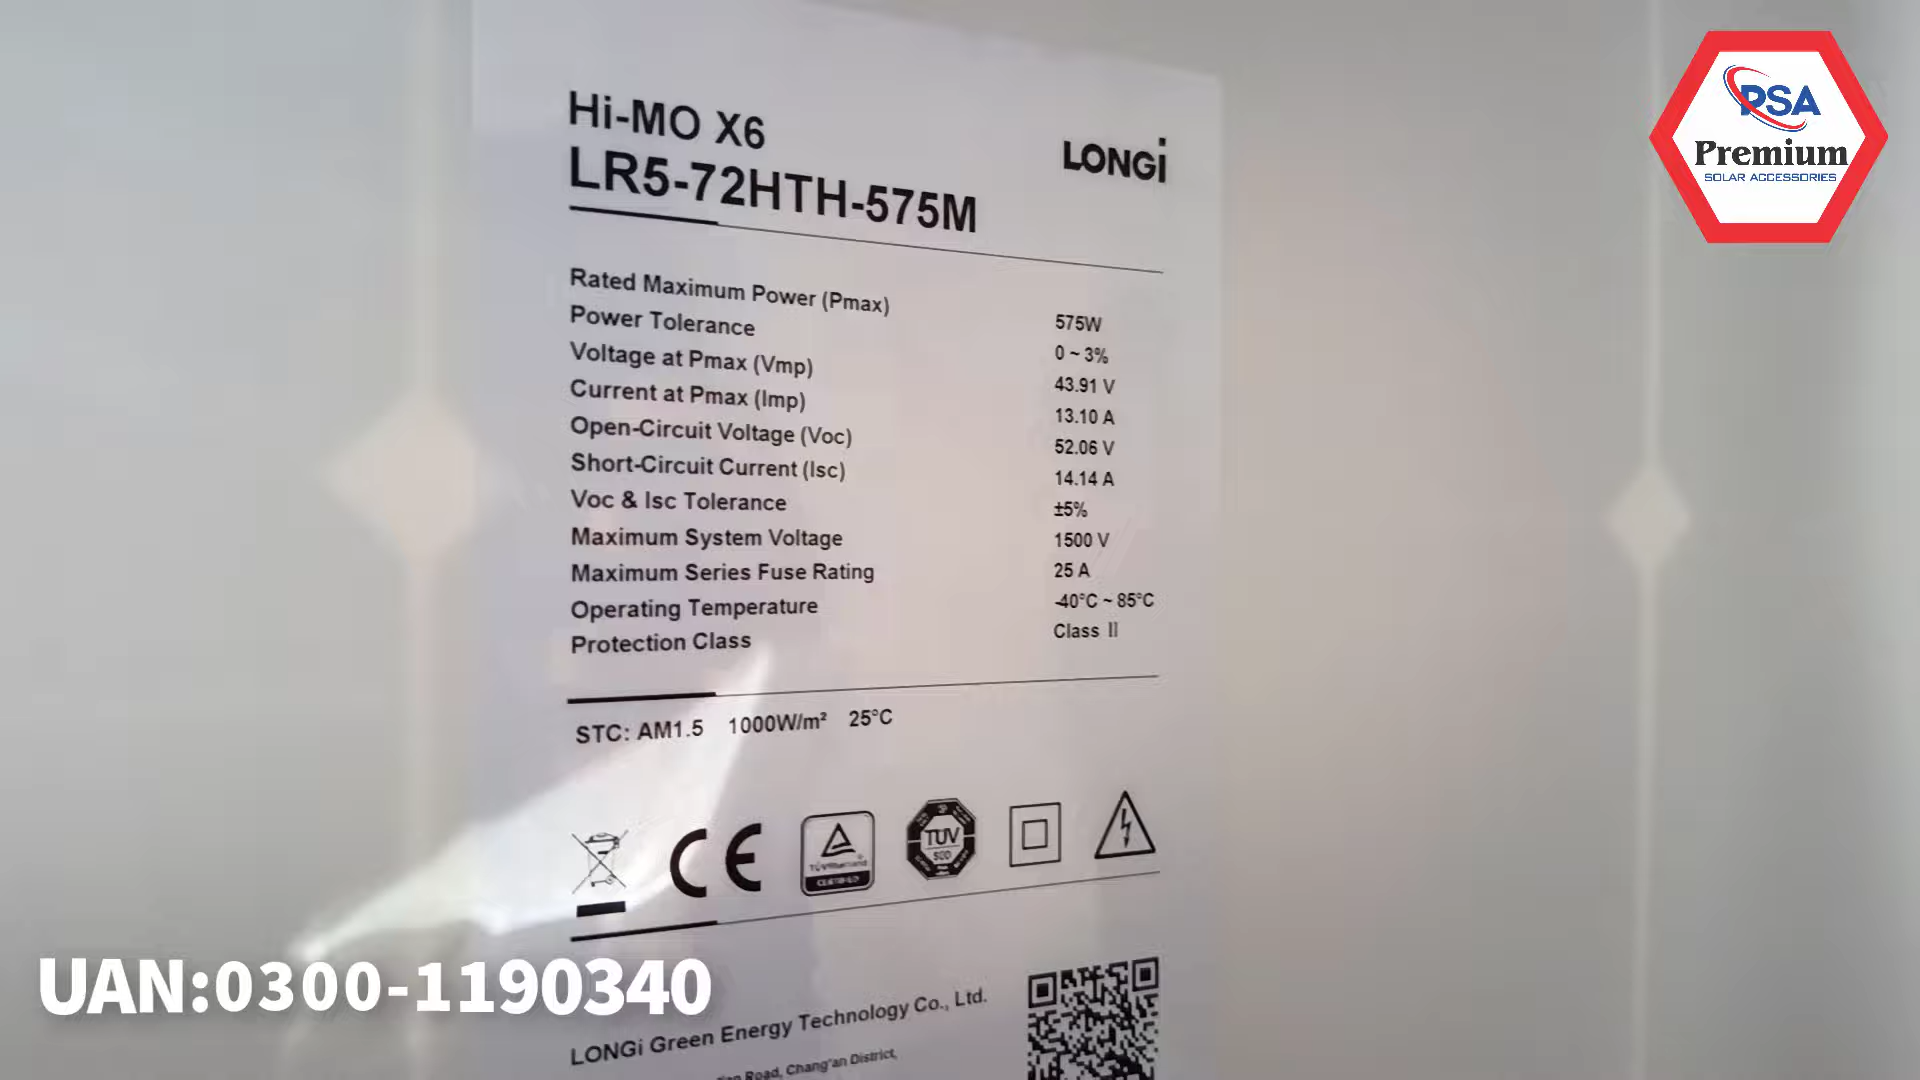 Hi-MO X6
LONGi
LR5-72HTH-575M
Rated Maximum Power (Pmax) 575W
Power Tolerance 0 ~ 3%
Voltage at Pmax (Vmp) 43.91 V
Current at Pmax (Imp) 13.10 A
Open-Circuit Voltage (Voc) 52.06 V
Short-Circuit Current (Isc) 14.14 A
Voc & Isc Tolerance ±5%
Maximum System Voltage 1500 V
Maximum Series Fuse Rating 25 A
Operating Temperature -40°C ~ 85°C
Protection Class Class II
STC: AM1.5 1000W/m² 25°C
CE
TÜV
SÜD
LONGi Green Energy Technology Co., Ltd.
Road, Chang'an District,
PSA
Premium
SOLAR ACCESSORIES
UAN:0300-1190340